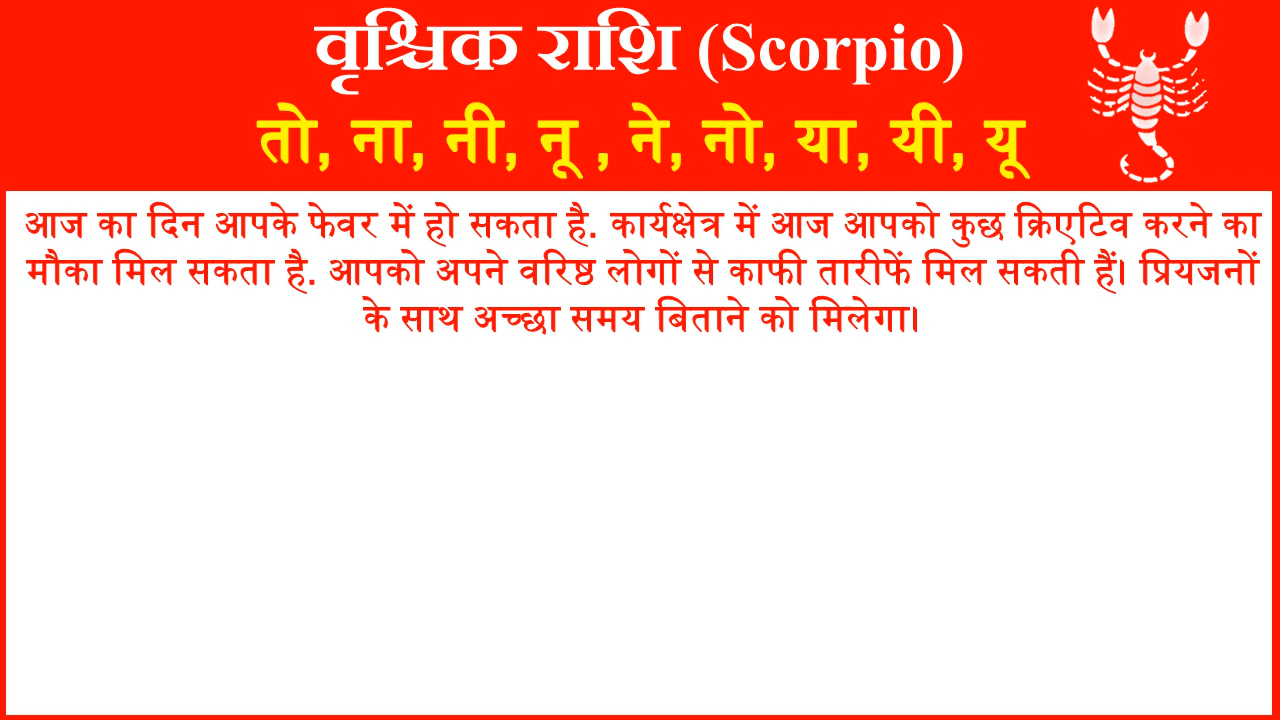 वृश्चिक राशि (Scorpio)
तो, ना, नी, नू , ने, नो, या, यी, यू
आज का दिन आपके फेवर में हो सकता है. कार्यक्षेत्र में आज आपको कुछ क्रिएटिव करने का
मौका मिल सकता है. आपको अपने वरिष्ठ लोगों से काफी तारीफें मिल सकती हैं। प्रियजनों
के साथ अच्छा समय बिताने को मिलेगा।